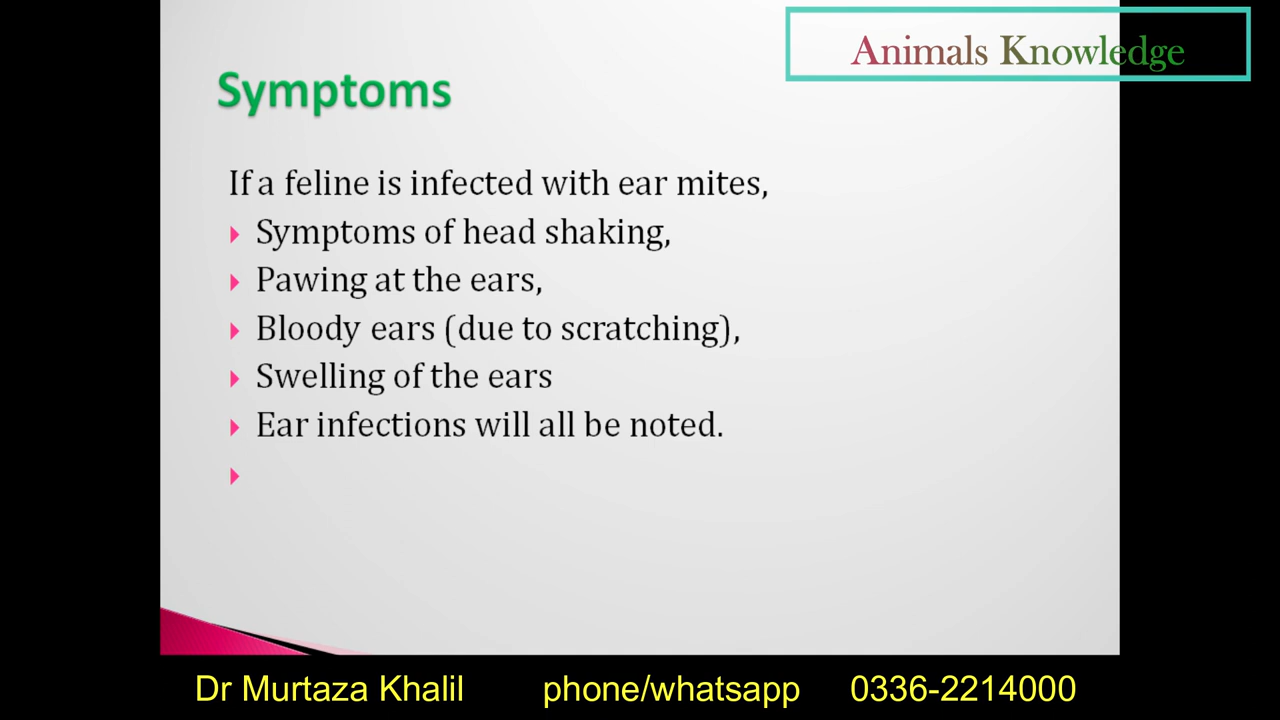 Animals Knowledge
Symptoms
If a feline is infected with ear mites,
Symptoms of head shaking,
Pawing at the ears,
Bloody ears (due to scratching),
Swelling of the ears
Ear infections will all be noted.
Dr Murtaza Khalil phone/whatsapp 0336-2214000